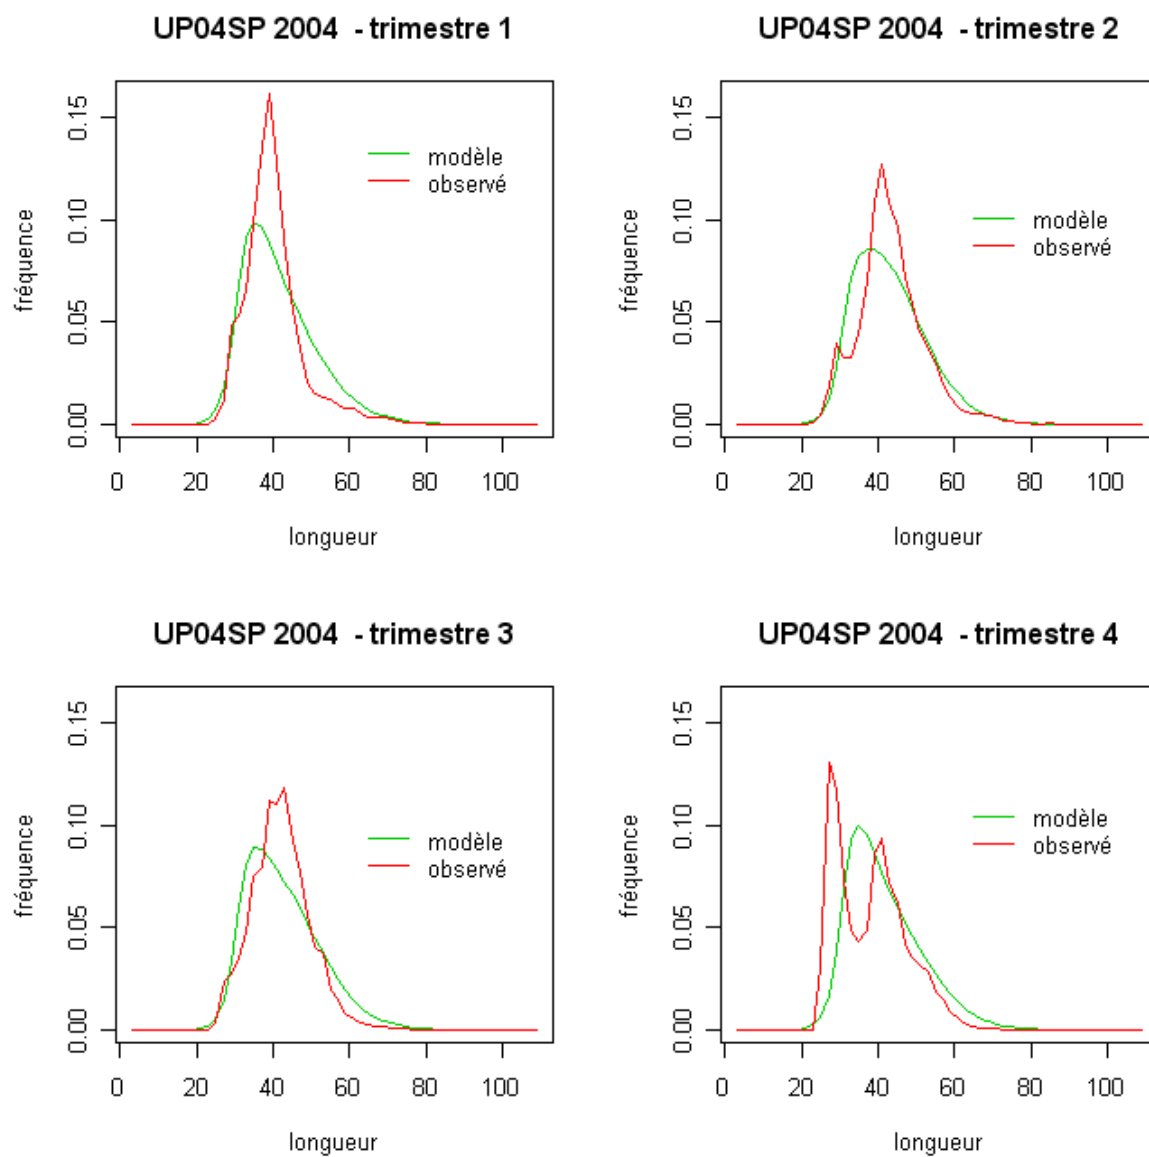 UP04SP 2004 - trimestre 1
0.15
0.10
0.05
0.00
fréquence
modèle
observé
0 20 40 60 80 100
longueur
UP04SP 2004 - trimestre 2
0.15
0.10
0.05
0.00
fréquence
modèle
observé
0 20 40 60 80 100
longueur
UP04SP 2004 - trimestre 3
0.15
0.10
0.05
0.00
fréquence
modèle
observé
0 20 40 60 80 100
longueur
UP04SP 2004 - trimestre 4
0.15
0.10
0.05
0.00
fréquence
modèle
observé
0 20 40 60 80 100
longueur